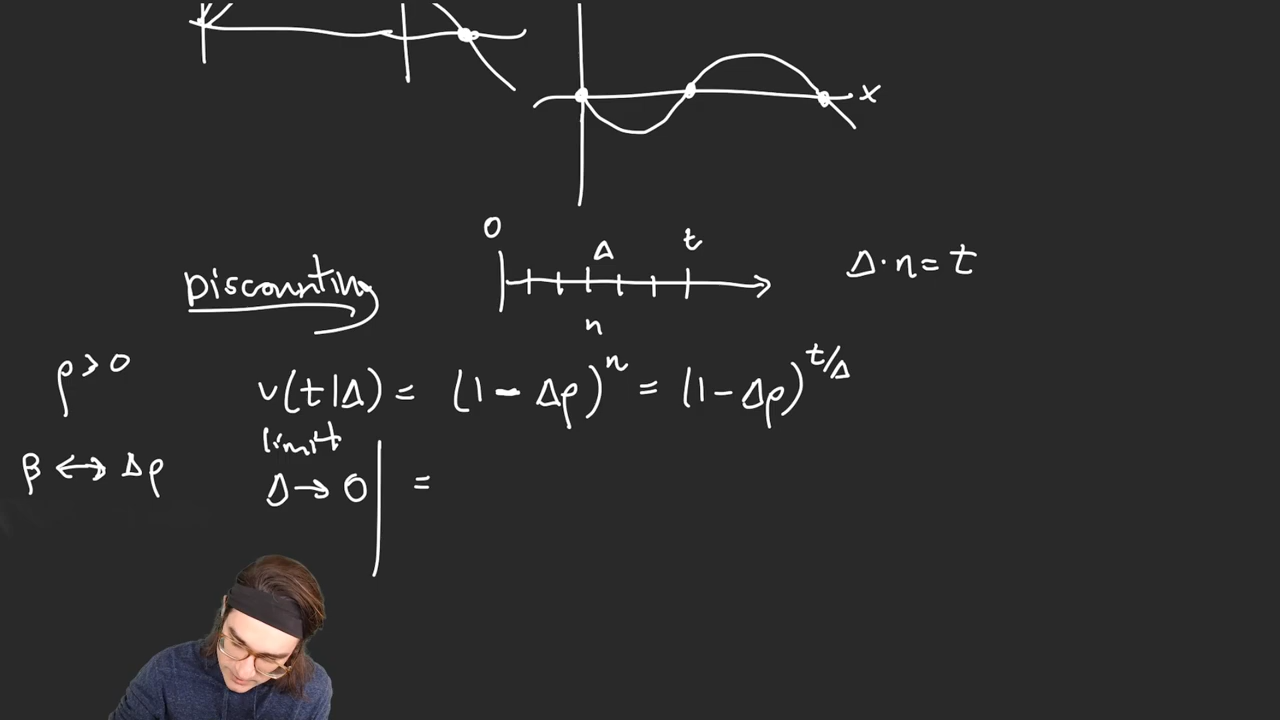 x
0
Δ
t
Δ·n = t
Discounting
n
ρ > 0
v(t|Δ) = (1 - Δρ)^n = (1 - Δρ)^{t/Δ}
limit
β ↔ Δρ
Δ → 0 | =